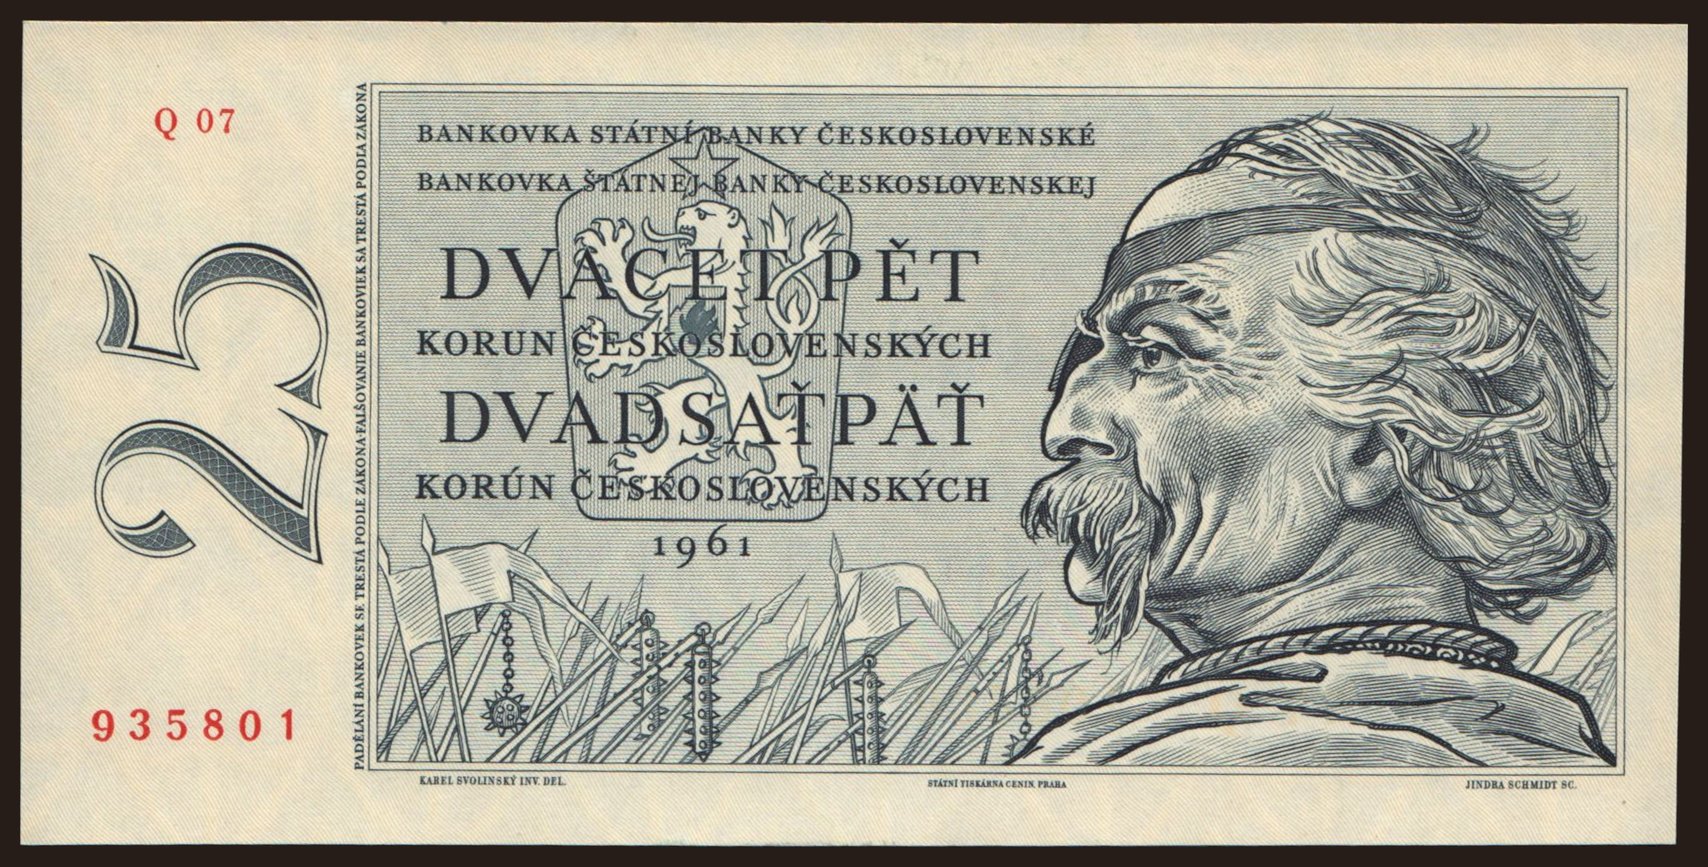 Q 07
25
935801
PADĚLÁNÍ BANKOVEK SE TRESTÁ PODLE ZÁKONA·FALŠOVANIE BANKOVIEK SA TRESTÁ PODĽA ZÁKONA
BANKOVKA STÁTNÍ BANKY ČESKOSLOVENSKÉ
BANKOVKA ŠTÁTNEJ BANKY ČESKOSLOVENSKEJ
DVACET PĚT
KORUN ČESKOSLOVENSKÝCH
DVADSAŤPÄŤ
KORÚN ČESKOSLOVENSKÝCH
1961
KAREL SVOLINSKÝ INV. DEL.
STÁTNÍ TISKÁRNA CENIN, PRAHA
JINDRA SCHMIDT SC.